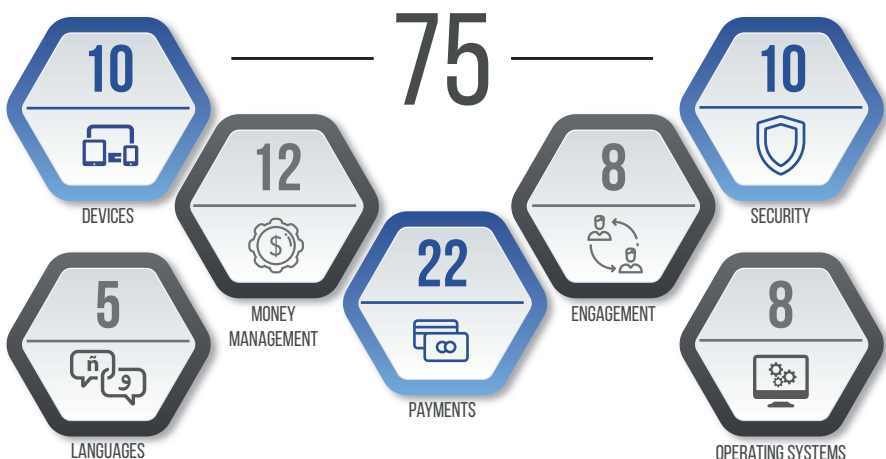 75
10
DEVICES
12
MONEY
MANAGEMENT
22
PAYMENTS
8
ENGAGEMENT
10
SECURITY
5
ñ
و
LANGUAGES
$
8
OPERATING SYSTEMS